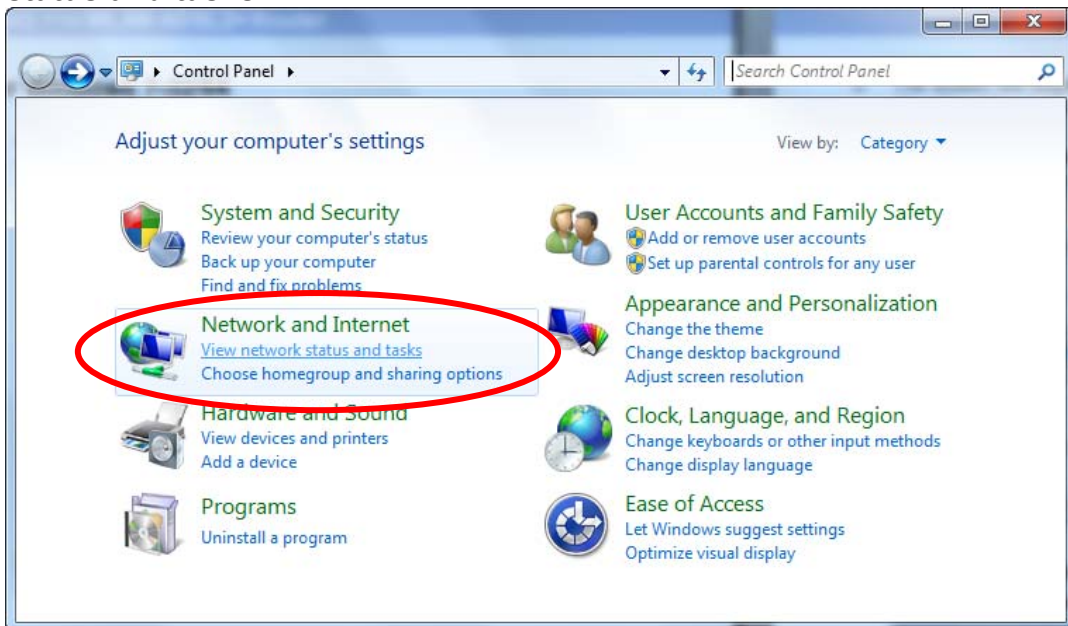 Control Panel
Search Control Panel
Adjust your computer's settings
View by: Category
System and Security
Review your computer's status
Back up your computer
Find and fix problems
Network and Internet
View network status and tasks
Choose homegroup and sharing options
Hardware and Sound
View devices and printers
Add a device
Programs
Uninstall a program
User Accounts and Family Safety
Add or remove user accounts
Set up parental controls for any user
Appearance and Personalization
Change the theme
Change desktop background
Adjust screen resolution
Clock, Language, and Region
Change keyboards or other input methods
Change display language
Ease of Access
Let Windows suggest settings
Optimize visual display